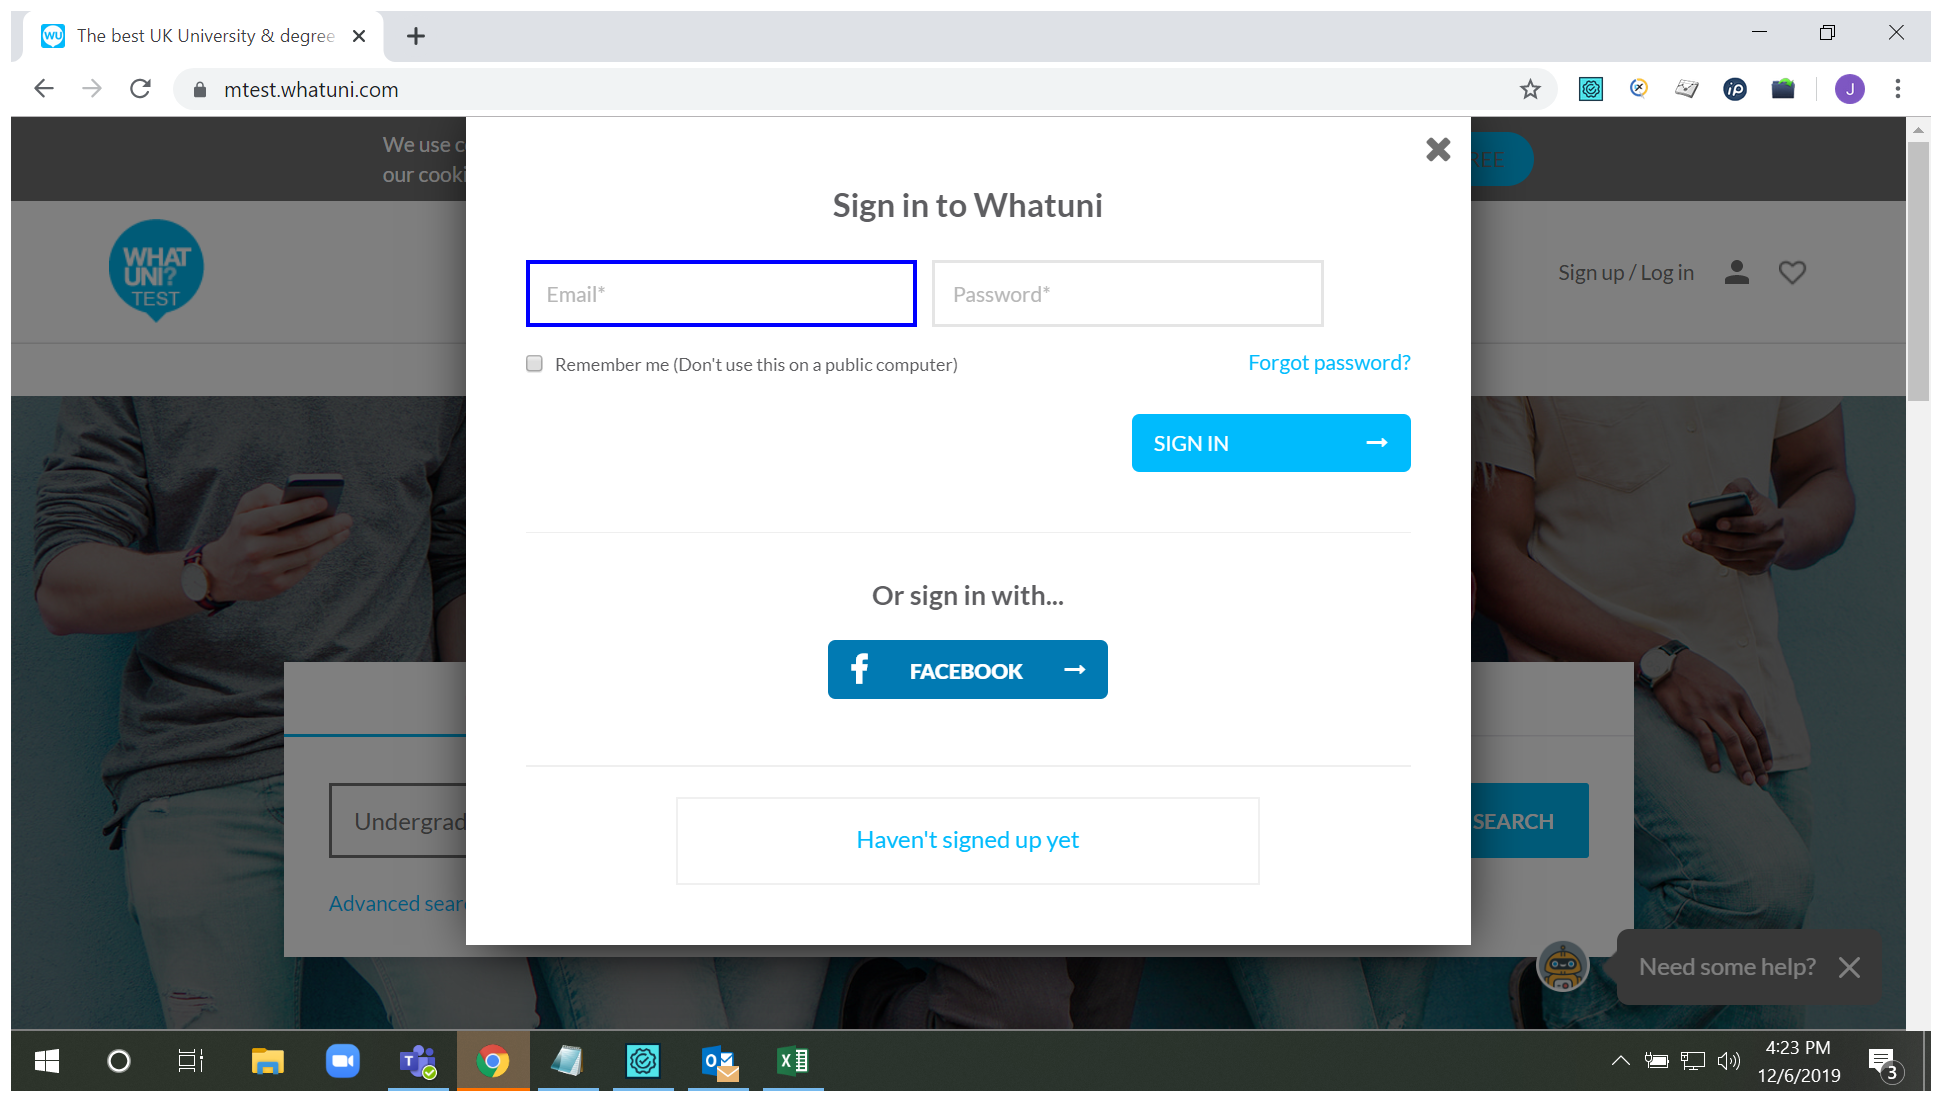 The best UK University & degree
mtest.whatuni.com
J
We use c
our cooki
REE
WHAT
UNI?
TEST
Sign up / Log in
Sign in to Whatuni
Email*
Password*
Remember me (Don't use this on a public computer)
Forgot password?
SIGN IN
Or sign in with...
FACEBOOK
Undergrad
SEARCH
Haven't signed up yet
Advanced sear
Need some help?
4:23 PM
12/6/2019
3